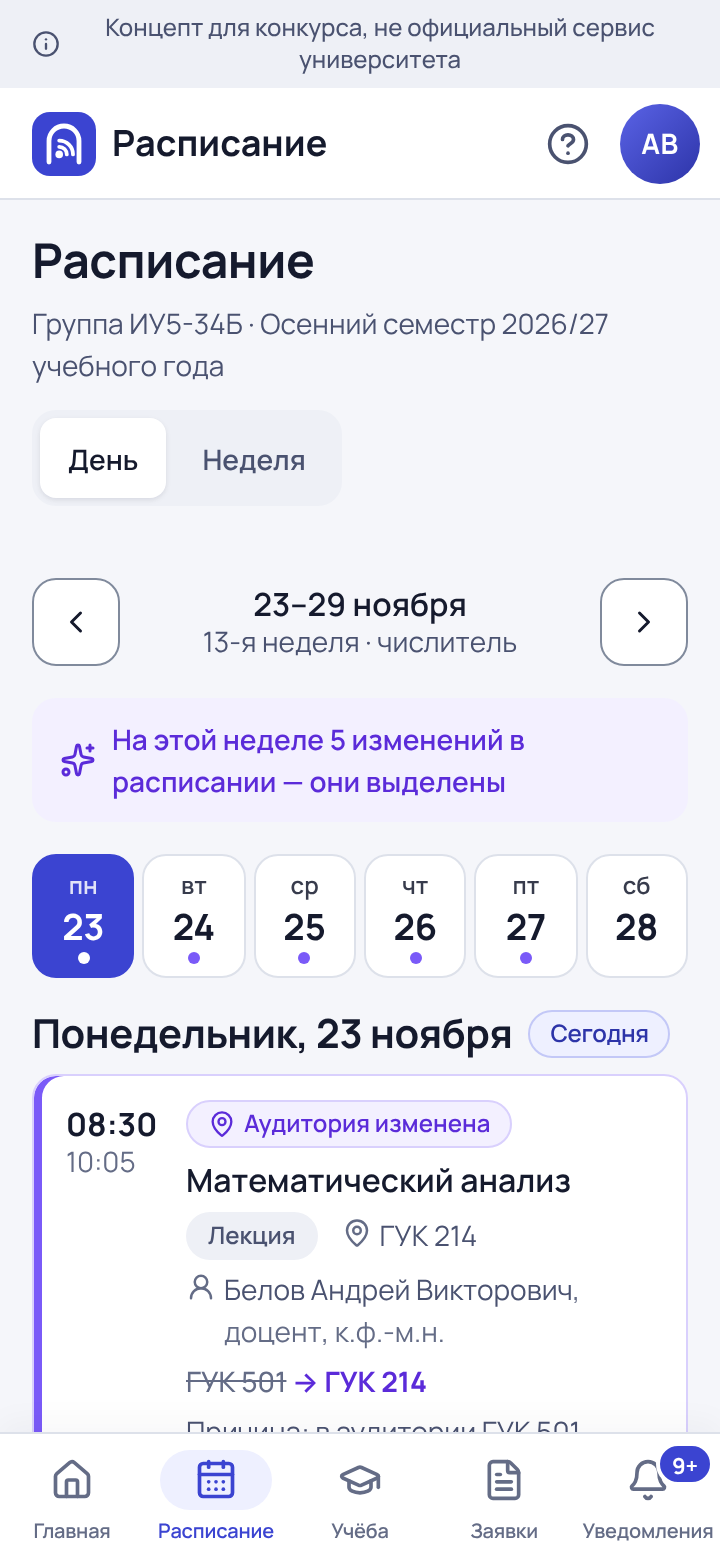 Концепт для конкурса, не официальный сервис
университета
Расписание
АВ
Расписание
Группа ИУ5-34Б · Осенний семестр 2026/27
учебного года
День
Неделя
23–29 ноября
13-я неделя · числитель
На этой неделе 5 изменений в
расписании — они выделены
пн
23
вт
24
ср
25
чт
26
пт
27
сб
28
Понедельник, 23 ноября
Сегодня
08:30
10:05
Аудитория изменена
Математический анализ
Лекция
ГУК 214
Белов Андрей Викторович,
доцент, к.ф.-м.н.
ГУК 501 → ГУК 214
Причина: в аудитории ГУК 501
9+
Главная
Расписание
Учёба
Заявки
Уведомления